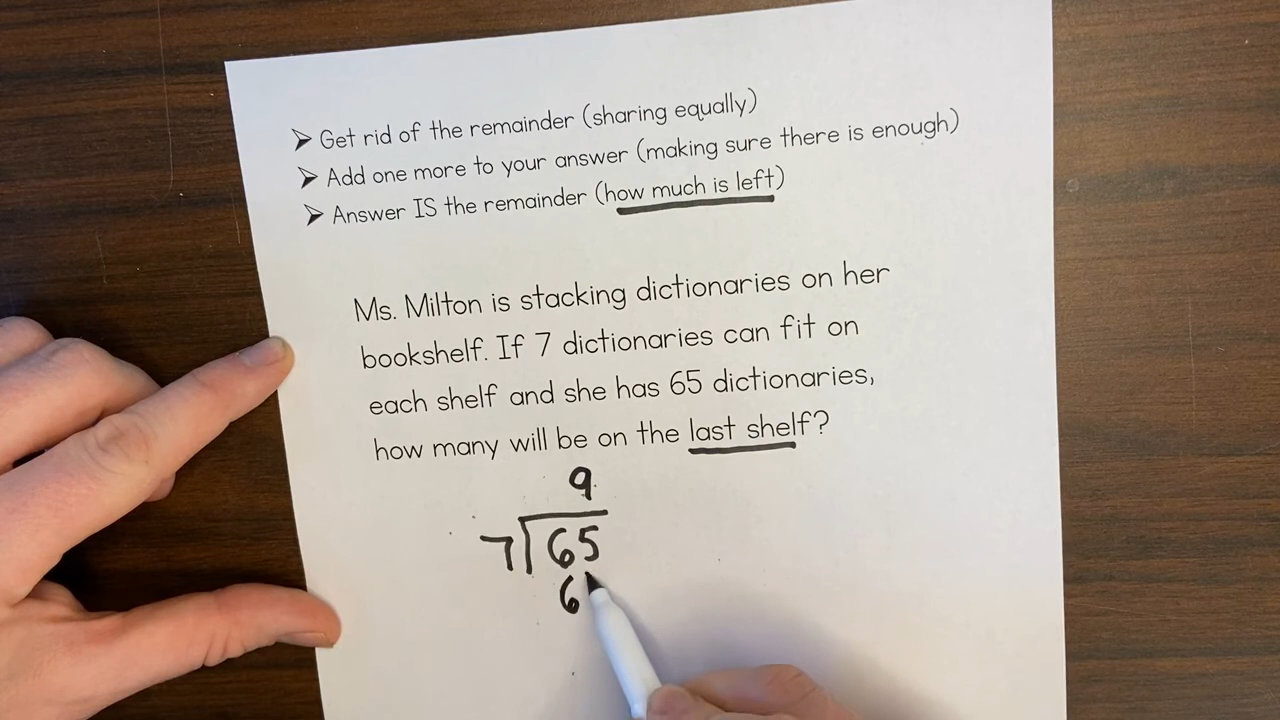 ➤ Get rid of the remainder (sharing equally)
➤ Add one more to your answer (making sure there is enough)
➤ Answer IS the remainder (how much is left)
Ms. Milton is stacking dictionaries on her
bookshelf. If 7 dictionaries can fit on
each shelf and she has 65 dictionaries,
how many will be on the last shelf?
9
7 65
6